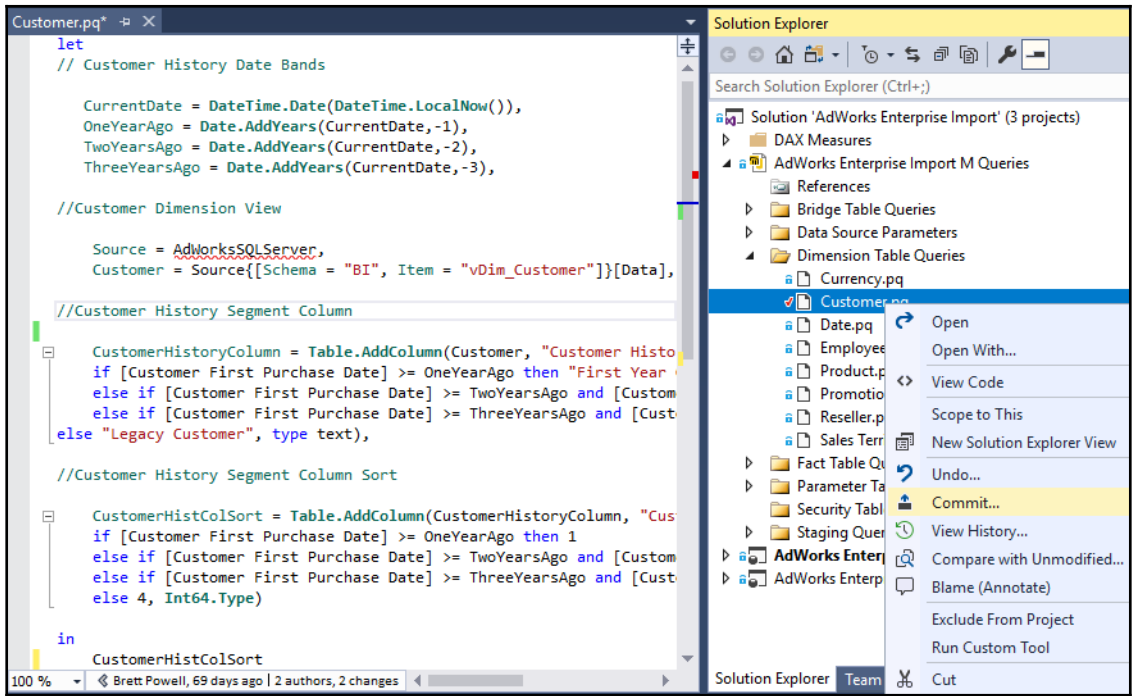 Customer.pq*
let
// Customer History Date Bands
CurrentDate = DateTime.Date(DateTime.LocalNow()),
OneYearAgo = Date.AddYears(CurrentDate,-1),
TwoYearsAgo = Date.AddYears(CurrentDate,-2),
ThreeYearsAgo = Date.AddYears(CurrentDate,-3),
//Customer Dimension View
Source = AdWorksSQLServer,
Customer = Source{[Schema = "BI", Item = "vDim_Customer"]}[Data],
//Customer History Segment Column
CustomerHistoryColumn = Table.AddColumn(Customer, "Customer Histo
if [Customer First Purchase Date] >= OneYearAgo then "First Year
else if [Customer First Purchase Date] >= TwoYearsAgo and [Custom
else if [Customer First Purchase Date] >= ThreeYearsAgo and [Cust
else "Legacy Customer", type text),
//Customer History Segment Column Sort
CustomerHistColSort = Table.AddColumn(CustomerHistoryColumn, "Cus
if [Customer First Purchase Date] >= OneYearAgo then 1
else if [Customer First Purchase Date] >= TwoYearsAgo and [Custom
else if [Customer First Purchase Date] >= ThreeYearsAgo and [Cust
else 4, Int64.Type)
in
CustomerHistColSort
100 % Brett Powell, 69 days ago | 2 authors, 2 changes
Solution Explorer
Search Solution Explorer (Ctrl+;)
Solution 'AdWorks Enterprise Import' (3 projects)
DAX Measures
AdWorks Enterprise Import M Queries
References
Bridge Table Queries
Data Source Parameters
Dimension Table Queries
Currency.pq
Customer.pq
Date.pq
Employee
Product.p
Promotio
Reseller.p
Sales Terr
Fact Table Qu
Parameter Ta
Security Tabl
Staging Quer
AdWorks Enterp
AdWorks Enterp
Solution Explorer Team
Open
Open With...
View Code
Scope to This
New Solution Explorer View
Undo...
Commit...
View History...
Compare with Unmodified...
Blame (Annotate)
Exclude From Project
Run Custom Tool
Cut